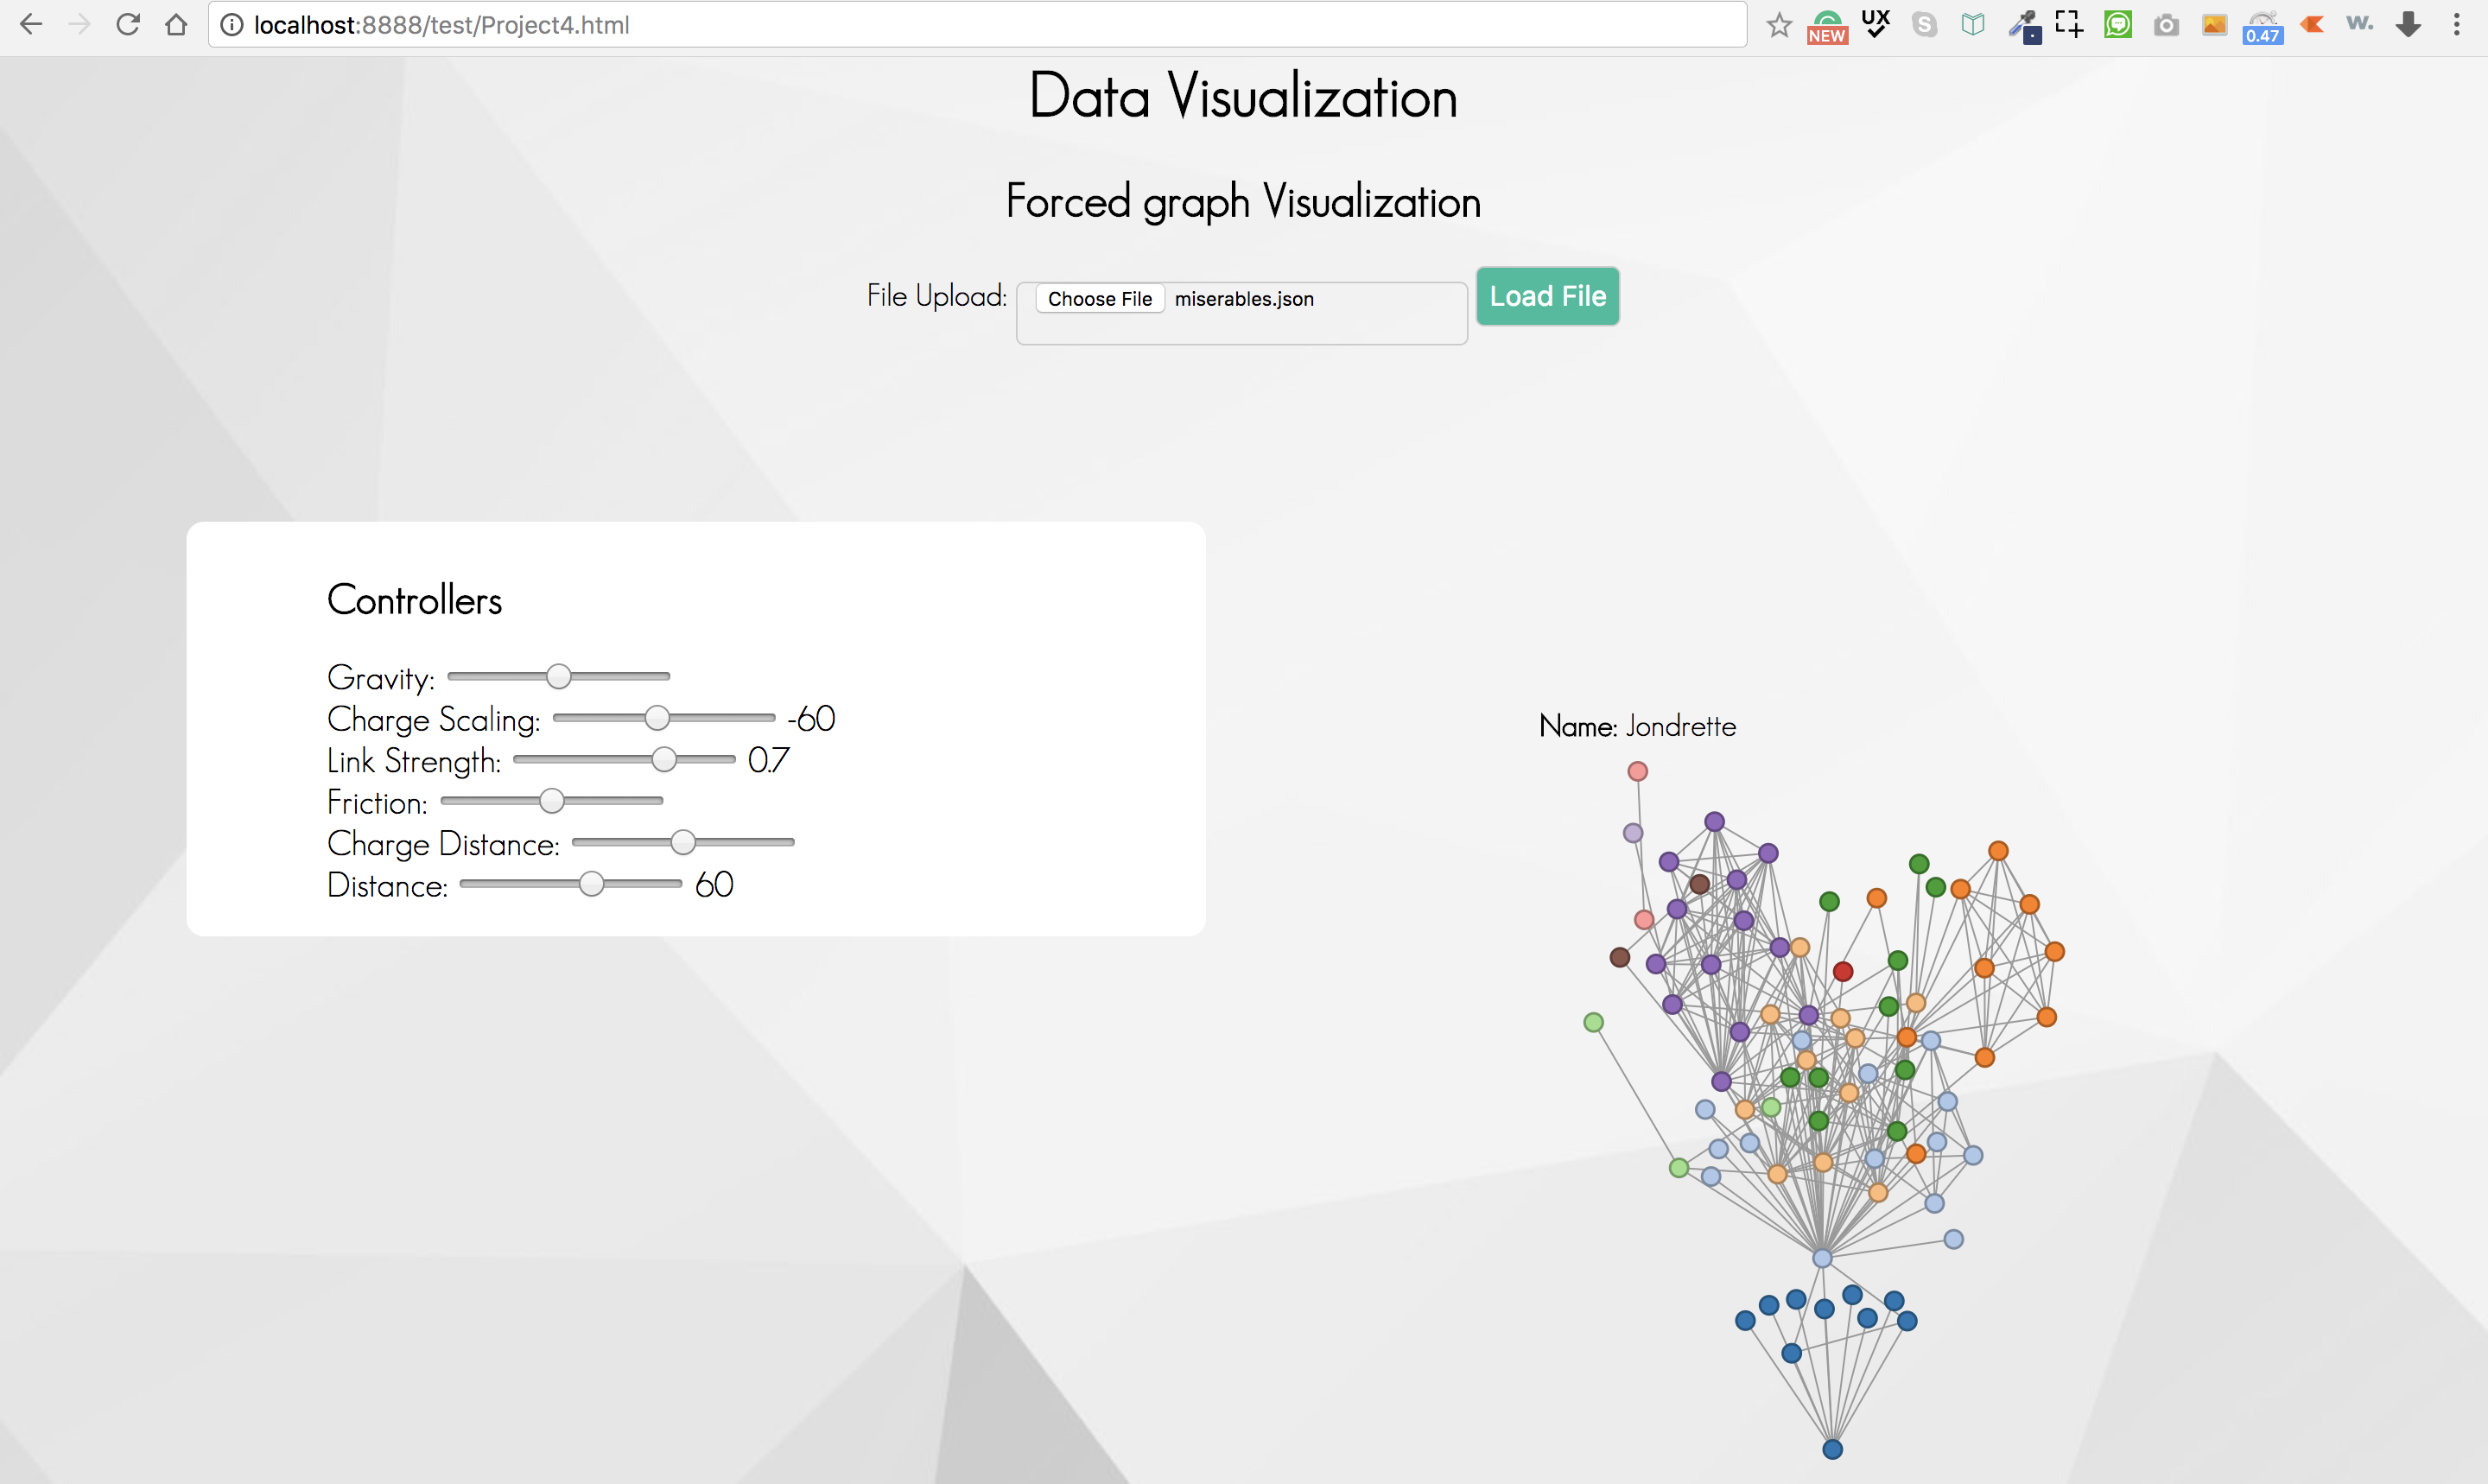 localhost:8888/test/Project4.html
NEW
UX
S
0.47
w.
Data Visualization
Forced graph Visualization
File Upload: Choose File miserables.json Load File
Controllers
Gravity:
Charge Scaling: -60
Link Strength: 0.7
Friction:
Charge Distance:
Distance: 60
Name: Jondrette